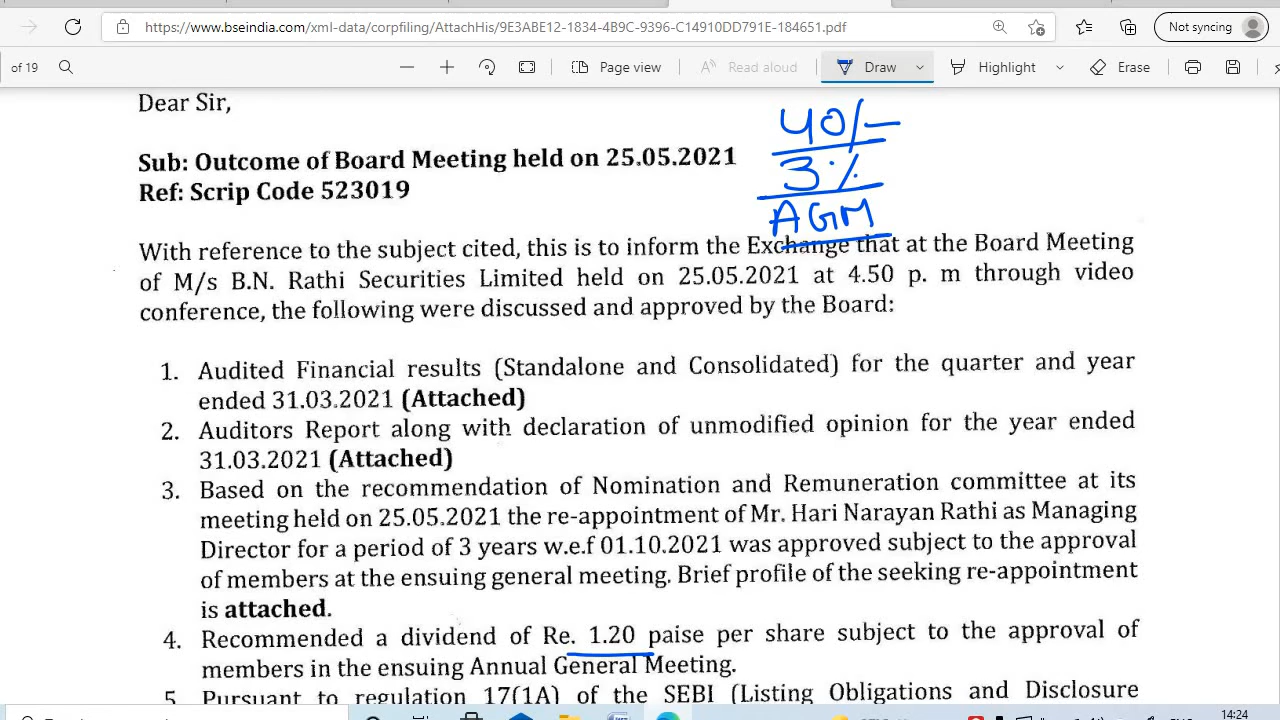 https://www.bseindia.com/xml-data/corpfiling/AttachHis/9E3ABE12-1834-4B9C-9396-C14910DD791E-184651.pdf
Not syncing
of 19
Page view
Read aloud
Draw
Highlight
Erase
Dear Sir,
40/-
3%
AGM
Sub: Outcome of Board Meeting held on 25.05.2021
Ref: Scrip Code 523019
With reference to the subject cited, this is to inform the Exchange that at the Board Meeting
of M/s B.N. Rathi Securities Limited held on 25.05.2021 at 4.50 p. m through video
conference, the following were discussed and approved by the Board:
1. Audited Financial results (Standalone and Consolidated) for the quarter and year
ended 31.03.2021 (Attached)
2. Auditors Report along with declaration of unmodified opinion for the year ended
31.03.2021 (Attached)
3. Based on the recommendation of Nomination and Remuneration committee at its
meeting held on 25.05.2021 the re-appointment of Mr. Hari Narayan Rathi as Managing
Director for a period of 3 years w.e.f 01.10.2021 was approved subject to the approval
of members at the ensuing general meeting. Brief profile of the seeking re-appointment
is attached.
4. Recommended a dividend of Re. 1.20 paise per share subject to the approval of
members in the ensuing Annual General Meeting.
5. Pursuant to regulation 17(1A) of the SEBI (Listing Obligations and Disclosure
14:24